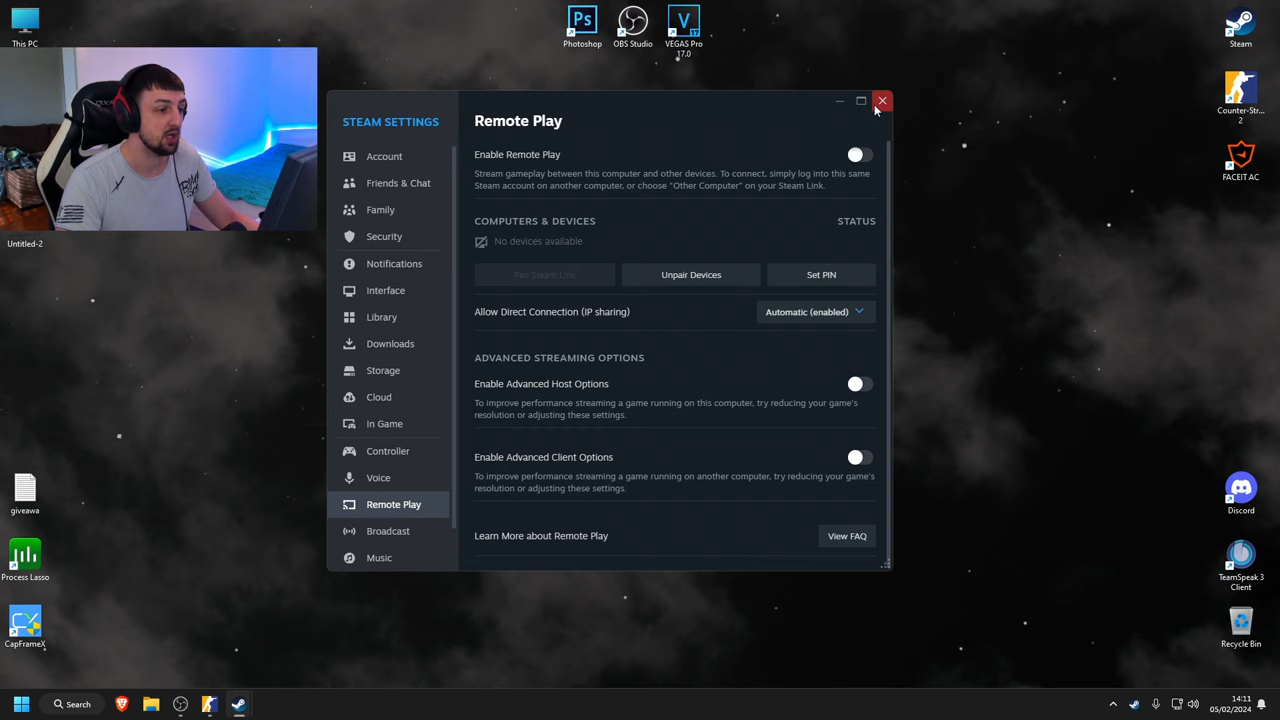 This PC
Photoshop
OBS Studio
VEGAS Pro
17.0
Steam
Counter-Str...
2
FACEIT AC
Untitled-2
STEAM SETTINGS
Account
Friends & Chat
Family
Security
Notifications
Interface
Library
Downloads
Storage
Cloud
In Game
Controller
Voice
Remote Play
Broadcast
Music
Remote Play
Enable Remote Play
Stream gameplay between this computer and other devices. To connect, simply log into this same
Steam account on another computer, or choose "Other Computer" on your Steam Link.
COMPUTERS & DEVICES STATUS
No devices available
Pair Steam Link Unpair Devices Set PIN
Allow Direct Connection (IP sharing) Automatic (enabled)
ADVANCED STREAMING OPTIONS
Enable Advanced Host Options
To improve performance streaming a game running on this computer, try reducing your game's
resolution or adjusting these settings.
Enable Advanced Client Options
To improve performance streaming a game running on another computer, try reducing your game's
resolution or adjusting these settings.
Learn More about Remote Play View FAQ
giveawa
Process Lasso
CapFrameX
Discord
TeamSpeak 3
Client
Recycle Bin
Search
14:11
05/02/2024